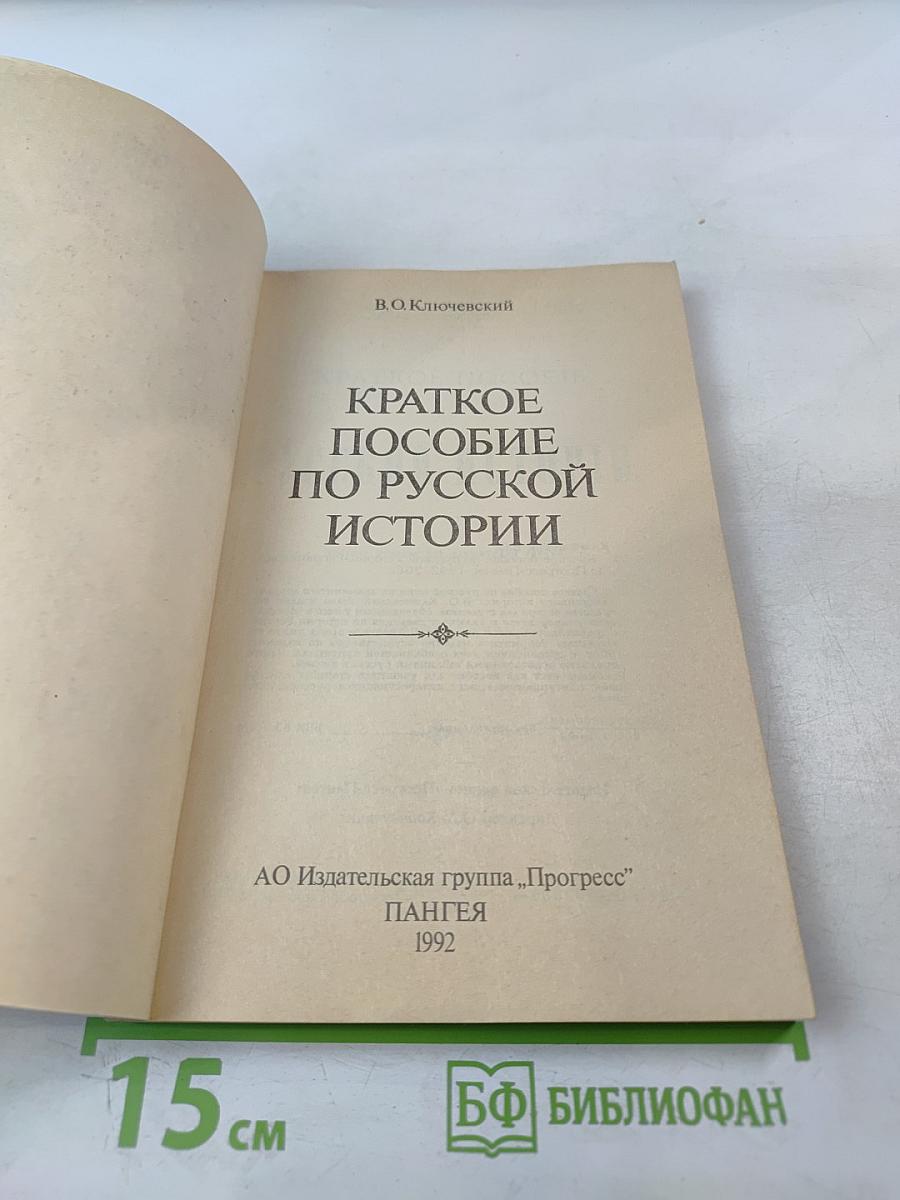 В. О. Ключевский
КРАТКОЕ
ПОСОБИЕ
ПО РУССКОЙ
ИСТОРИИ
АО Издательская группа „Прогресс”
ПАНГЕЯ
1992
15 см
БФ БИБЛИОФАН